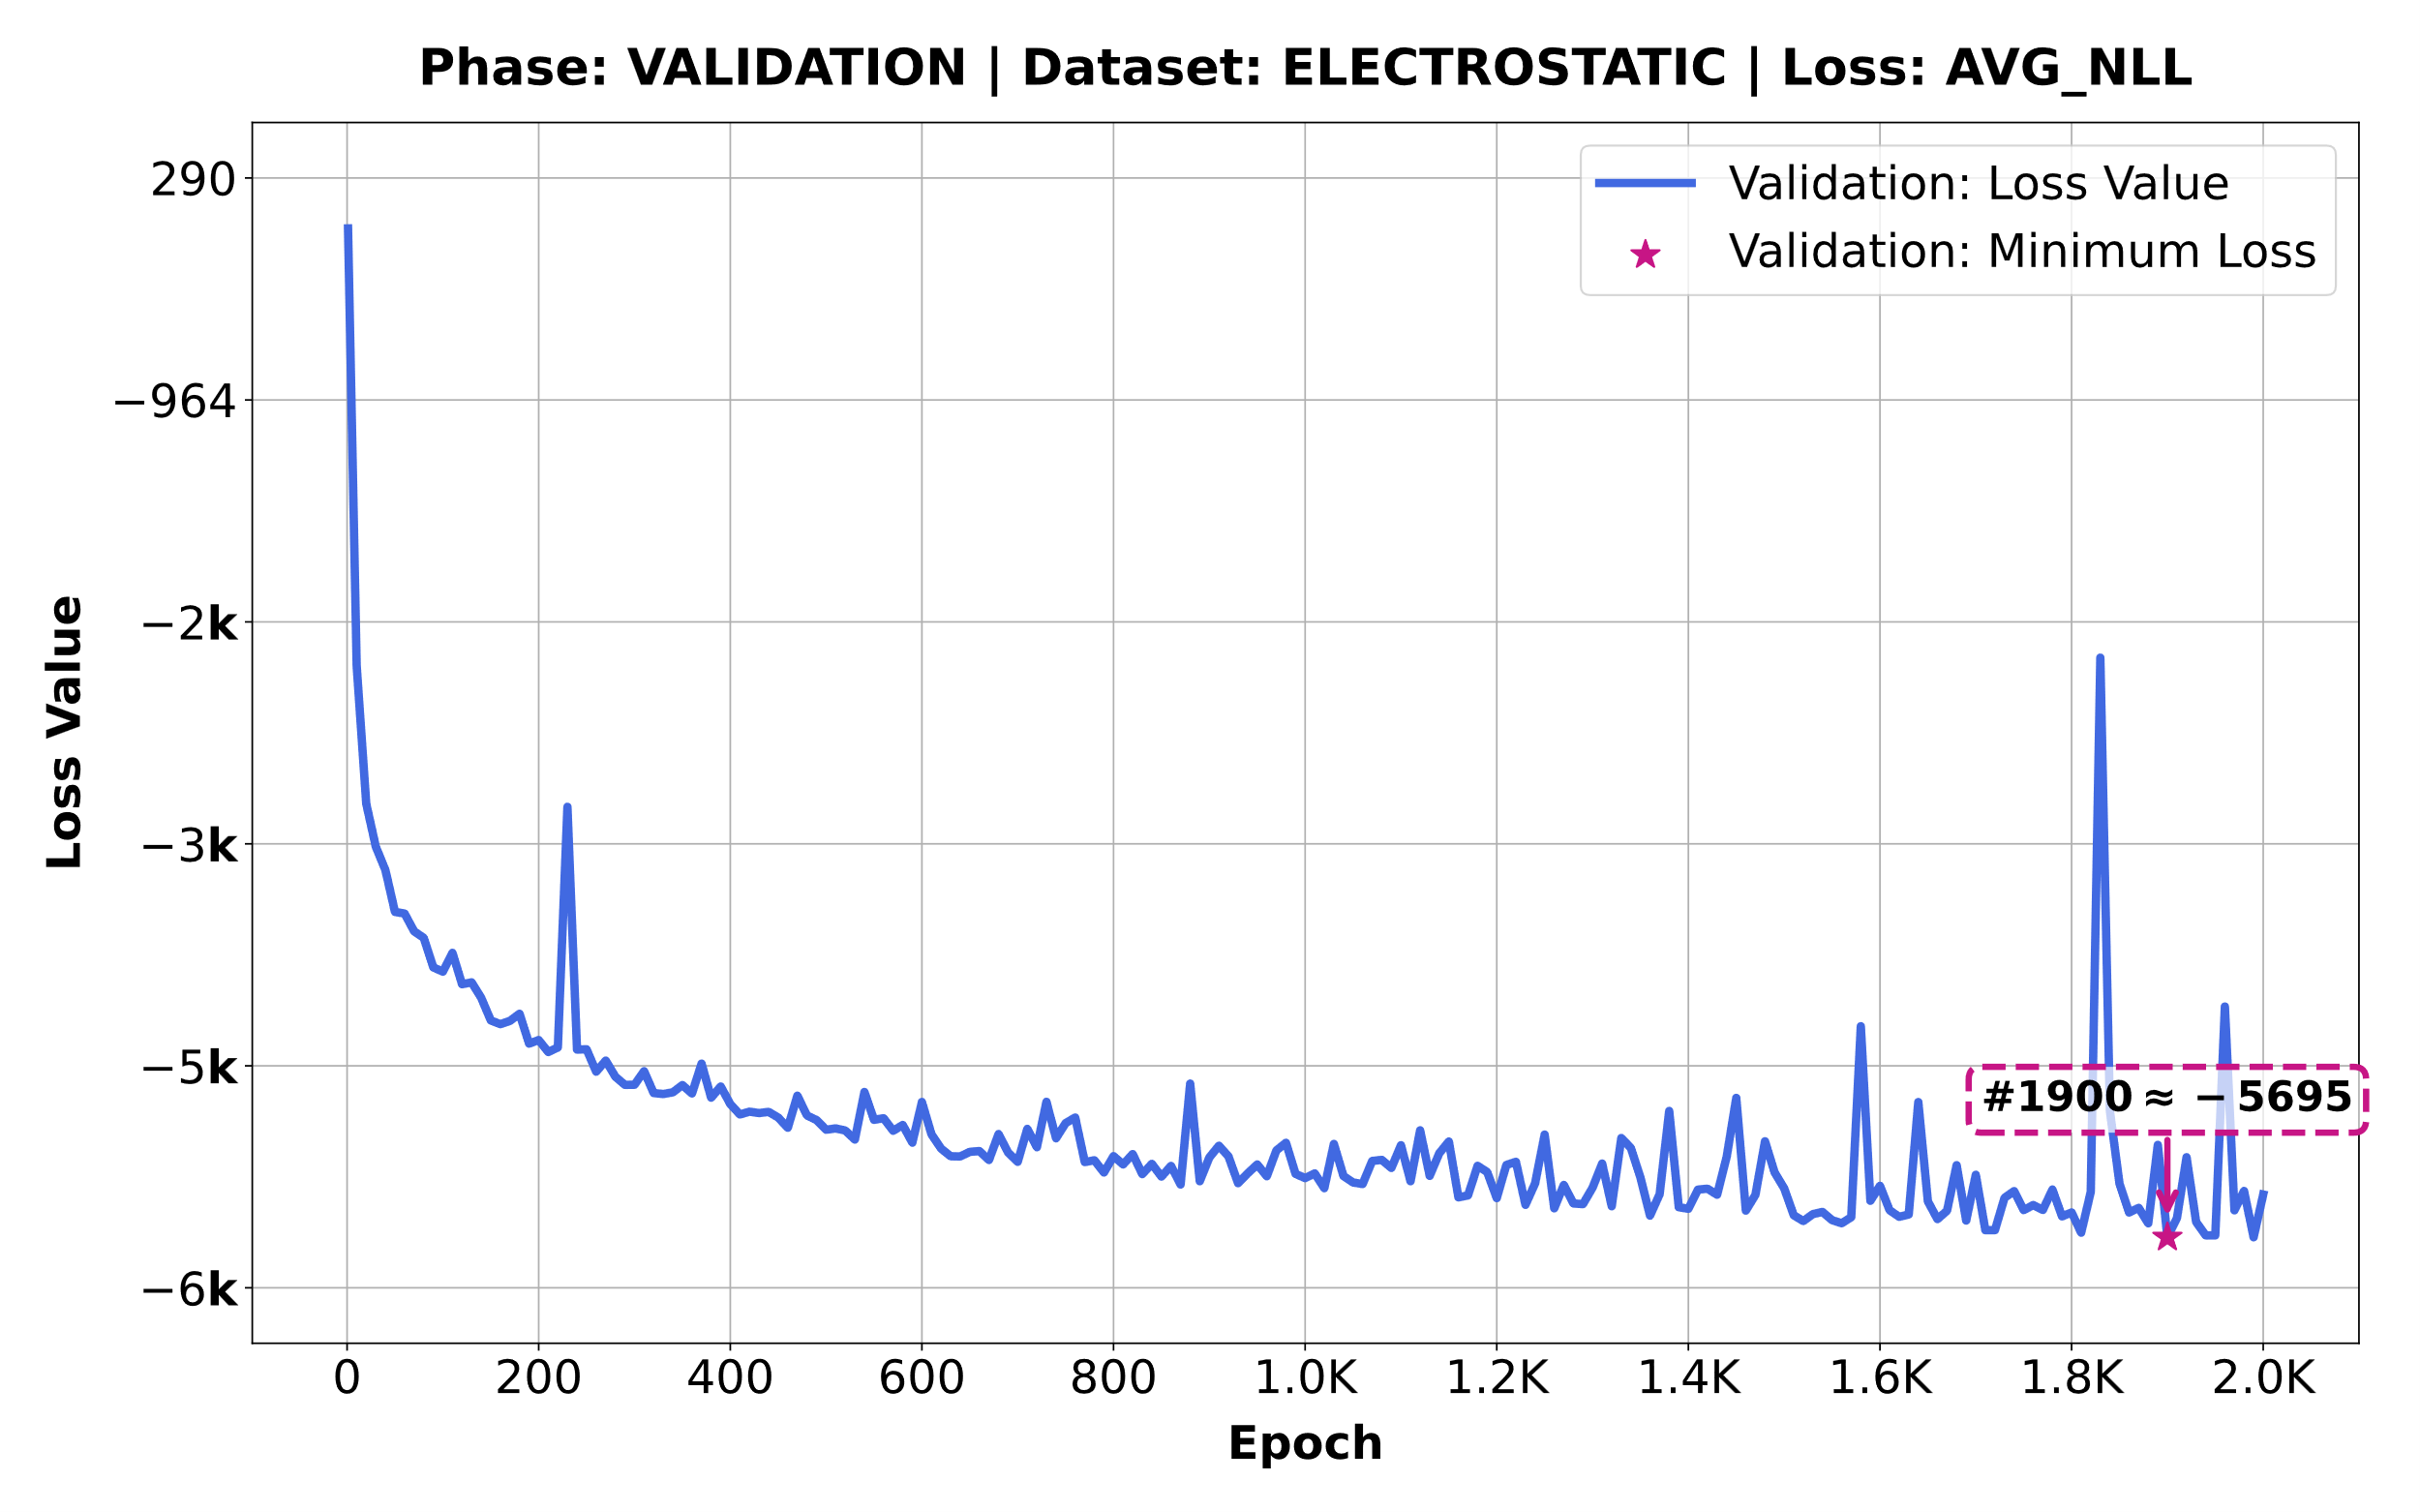 Phase: VALIDATION | Dataset: ELECTROSTATIC | Loss: AVG_NLL
Validation: Loss Value
Validation: Minimum Loss
290
−964
−2k
−3k
−5k
−6k
Loss Value
#1900 ≈ −5695
0 200 400 600 800 1.0K 1.2K 1.4K 1.6K 1.8K 2.0K
Epoch